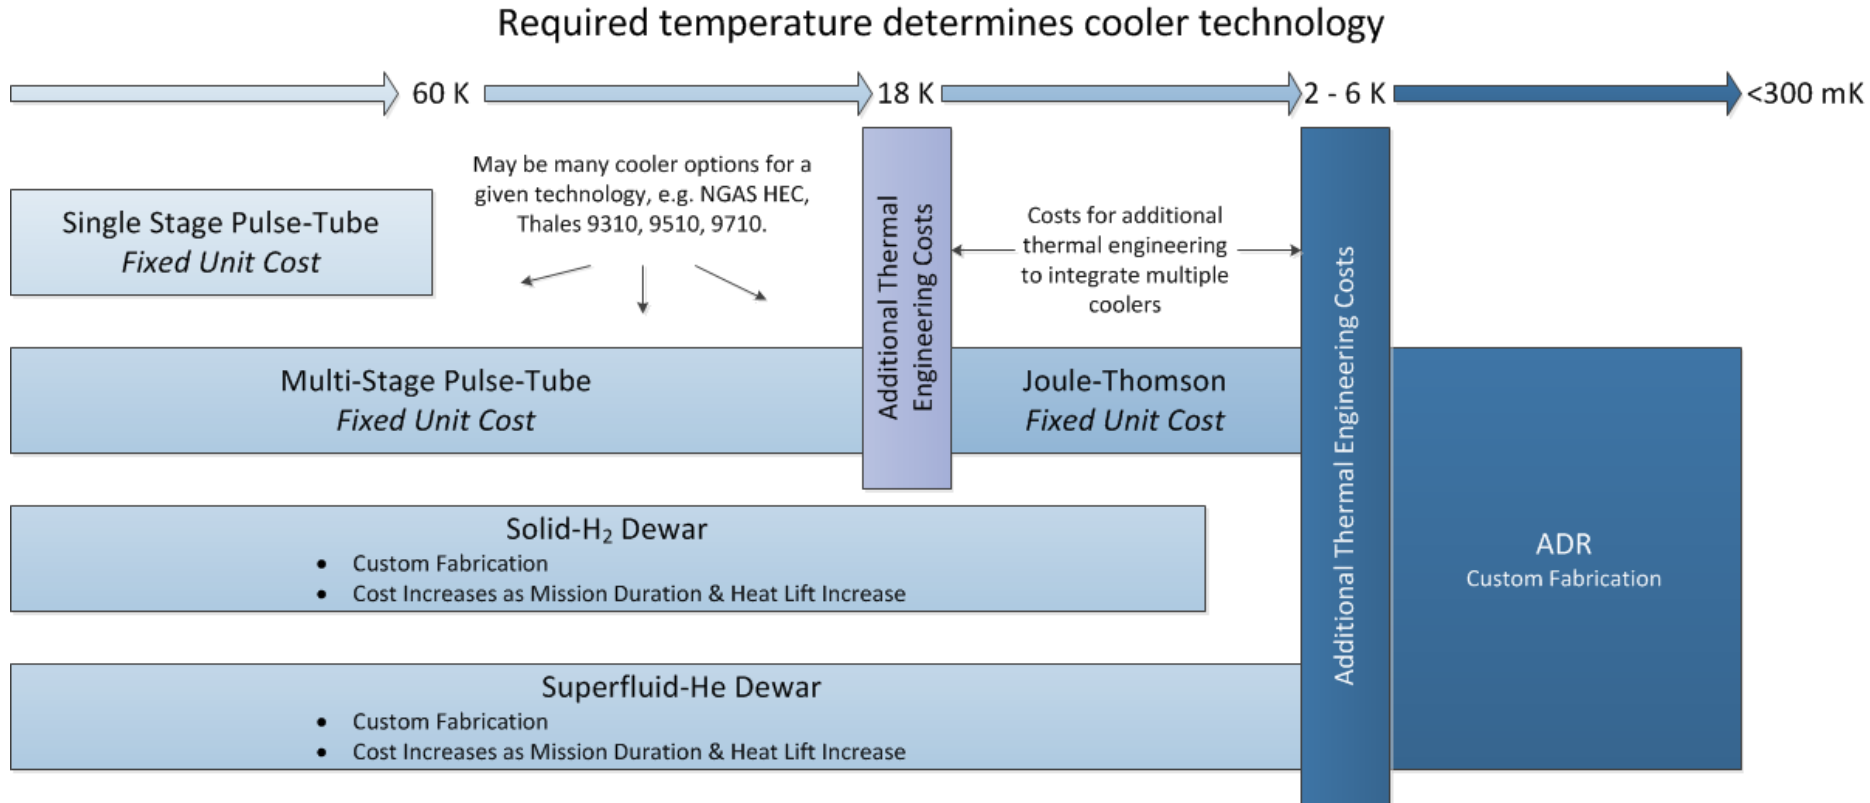 Required temperature determines cooler technology
60 K
18 K
2 - 6 K
<300 mK
May be many cooler options for a
given technology, e.g. NGAS HEC,
Thales 9310, 9510, 9710.
Single Stage Pulse-Tube
Fixed Unit Cost
Additional Thermal
Engineering Costs
Costs for additional
thermal engineering
to integrate multiple
coolers
Additional Thermal Engineering Costs
Multi-Stage Pulse-Tube
Fixed Unit Cost
Joule-Thomson
Fixed Unit Cost
Solid-H₂ Dewar
• Custom Fabrication
• Cost Increases as Mission Duration & Heat Lift Increase
ADR
Custom Fabrication
Superfluid-He Dewar
• Custom Fabrication
• Cost Increases as Mission Duration & Heat Lift Increase